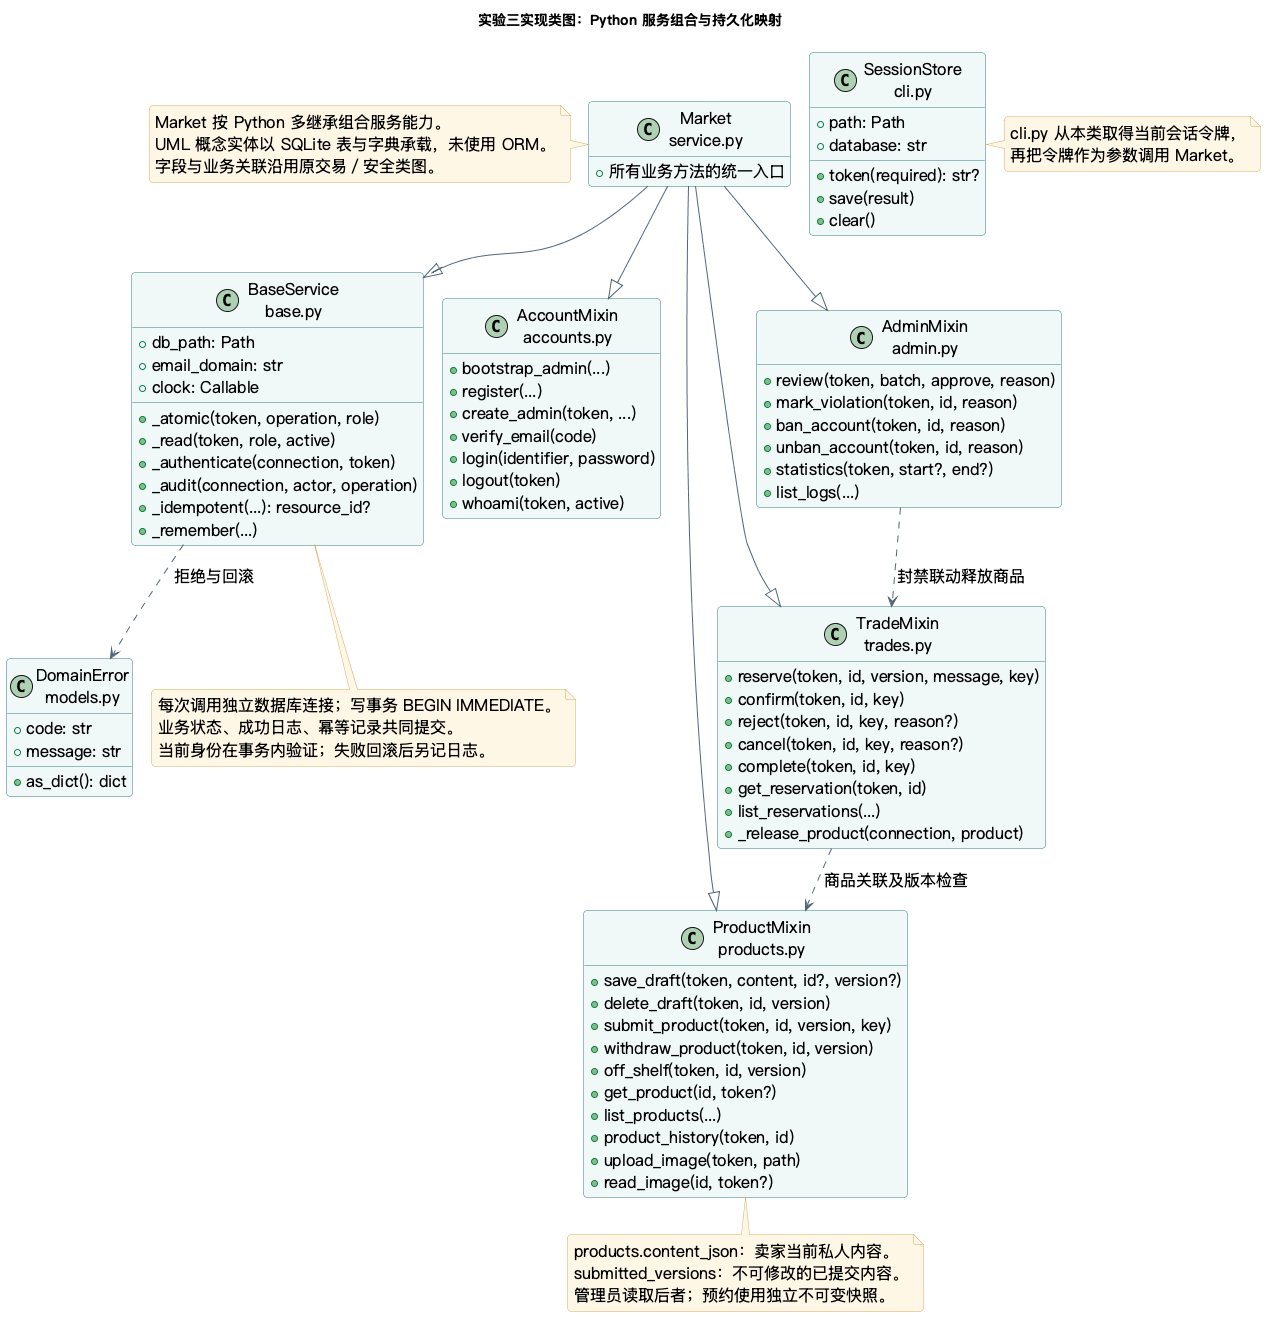 实验三实现类图：Python 服务组合与持久化映射
Market 按 Python 多继承组合服务能力。
UML 概念实体以 SQLite 表与字典承载，未使用 ORM。
字段与业务关联沿用原交易 / 安全类图。
C
Market
service.py
所有业务方法的统一入口
C
SessionStore
cli.py
path: Path
database: str
token(required): str?
save(result)
clear()
cli.py 从本类取得当前会话令牌，
再把令牌作为参数调用 Market。
C
BaseService
base.py
db_path: Path
email_domain: str
clock: Callable
_atomic(token, operation, role)
_read(token, role, active)
_authenticate(connection, token)
_audit(connection, actor, operation)
_idempotent(...): resource_id?
_remember(...)
C
AccountMixin
accounts.py
bootstrap_admin(...)
register(...)
create_admin(token, ...)
verify_email(code)
login(identifier, password)
logout(token)
whoami(token, active)
C
AdminMixin
admin.py
review(token, batch, approve, reason)
mark_violation(token, id, reason)
ban_account(token, id, reason)
unban_account(token, id, reason)
statistics(token, start?, end?)
list_logs(...)
拒绝与回滚
封禁联动释放商品
C
DomainError
models.py
code: str
message: str
as_dict(): dict
每次调用独立数据库连接；写事务 BEGIN IMMEDIATE。
业务状态、成功日志、幂等记录共同提交。
当前身份在事务内验证；失败回滚后另记日志。
C
TradeMixin
trades.py
reserve(token, id, version, message, key)
confirm(token, id, key)
reject(token, id, key, reason?)
cancel(token, id, key, reason?)
complete(token, id, key)
get_reservation(token, id)
list_reservations(...)
_release_product(connection, product)
商品关联及版本检查
C
ProductMixin
products.py
save_draft(token, content, id?, version?)
delete_draft(token, id, version)
submit_product(token, id, version, key)
withdraw_product(token, id, version)
off_shelf(token, id, version)
get_product(id, token?)
list_products(...)
product_history(token, id)
upload_image(token, path)
read_image(id, token?)
products.content_json：卖家当前私人内容。
submitted_versions：不可修改的已提交内容。
管理员读取后者；预约使用独立不可变快照。